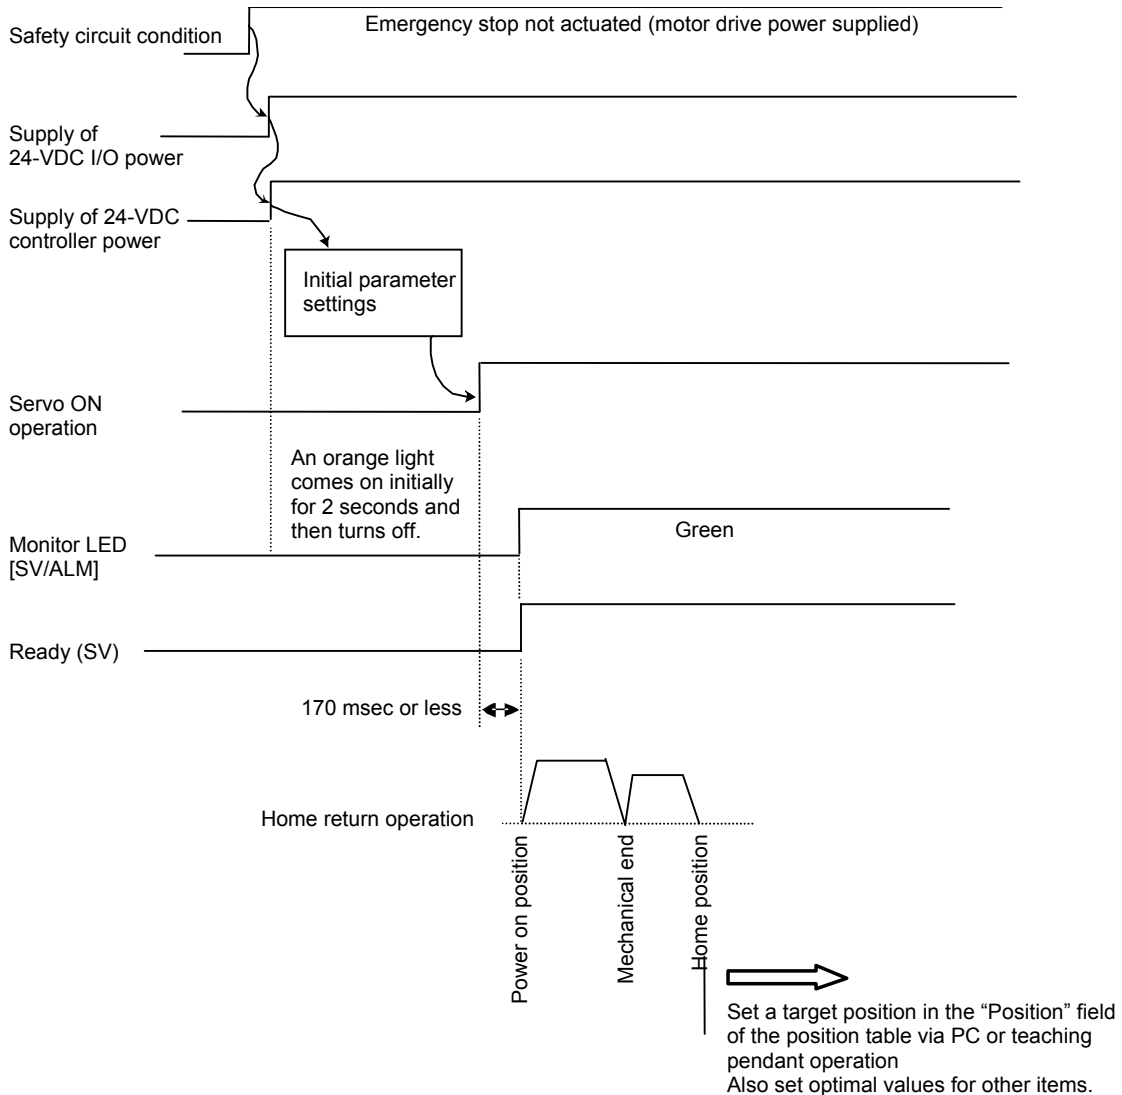 Emergency stop not actuated (motor drive power supplied)
Safety circuit condition
Supply of
24-VDC I/O power
Supply of 24-VDC
controller power
Initial parameter
settings
Servo ON
operation
An orange light
comes on initially
for 2 seconds and
then turns off.
Green
Monitor LED
[SV/ALM]
Ready (SV)
170 msec or less
Home return operation
Power on position
Mechanical end
Home position
Set a target position in the “Position” field
of the position table via PC or teaching
pendant operation
Also set optimal values for other items.